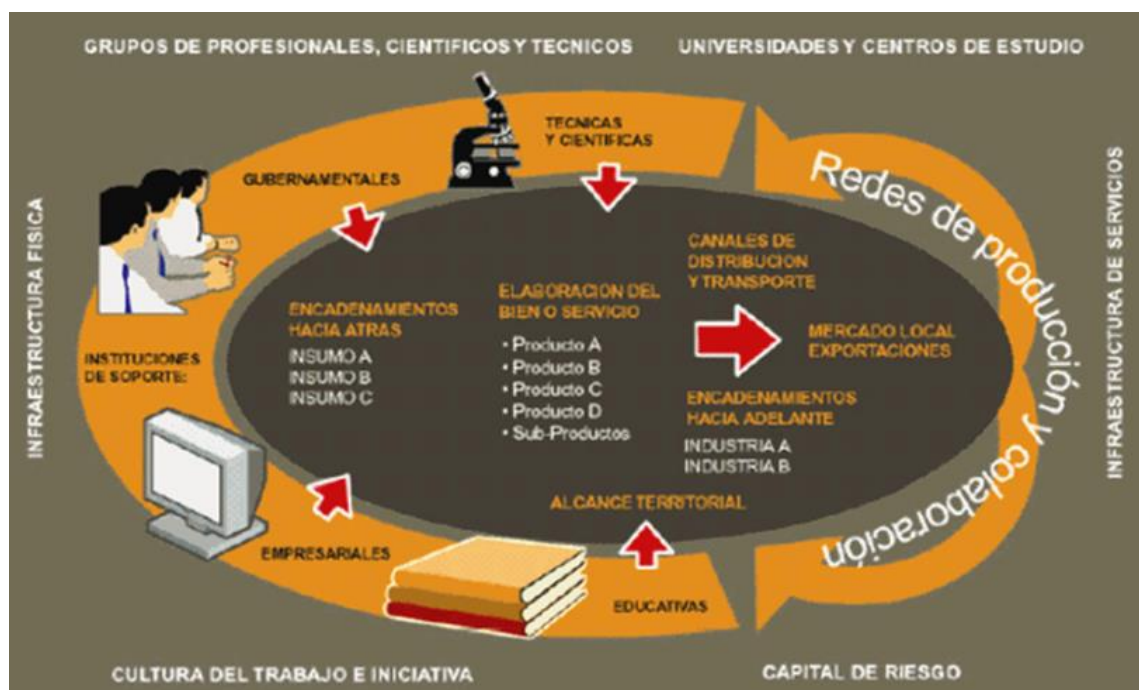 GRUPOS DE PROFESIONALES, CIENTIFICOS Y TECNICOS
UNIVERSIDADES Y CENTROS DE ESTUDIO
INFRAESTRUCTURA FISICA
GUBERNAMENTALES
TECNICAS
Y CIENTIFICAS
Redes de producción y colaboración
INFRAESTRUCTURA DE SERVICIOS
INSTITUCIONES
DE SOPORTE:
ENCADENAMIENTOS
HACIA ATRAS
INSUMO A
INSUMO B
INSUMO C
ELABORACION DEL
BIEN O SERVICIO
• Producto A
• Producto B
• Producto C
• Producto D
• Sub-Productos
CANALES DE
DISTRIBUCION
Y TRANSPORTE
MERCADO LOCAL
EXPORTACIONES
ENCADENAMIENTOS
HACIA ADELANTE
INDUSTRIA A
INDUSTRIA B
ALCANCE TERRITORIAL
EMPRESARIALES
EDUCATIVAS
CULTURA DEL TRABAJO E INICIATIVA
CAPITAL DE RIESGO